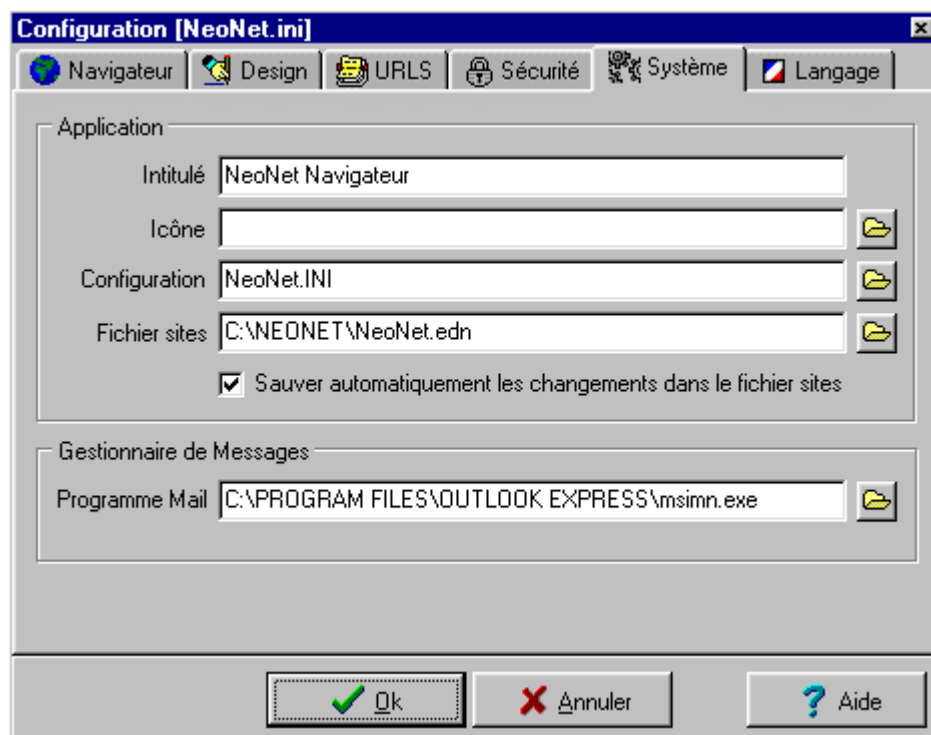 Configuration [NeoNet.ini]
Navigateur Design URLS Sécurité Système Langage
Application
Intitulé NeoNet Navigateur
Icône
Configuration NeoNet.INI
Fichier sites C:\NEONET\NeoNet.edn
Sauver automatiquement les changements dans le fichier sites
Gestionnaire de Messages
Programme Mail C:\PROGRAM FILES\OUTLOOK EXPRESS\msimn.exe
Ok Annuler Aide